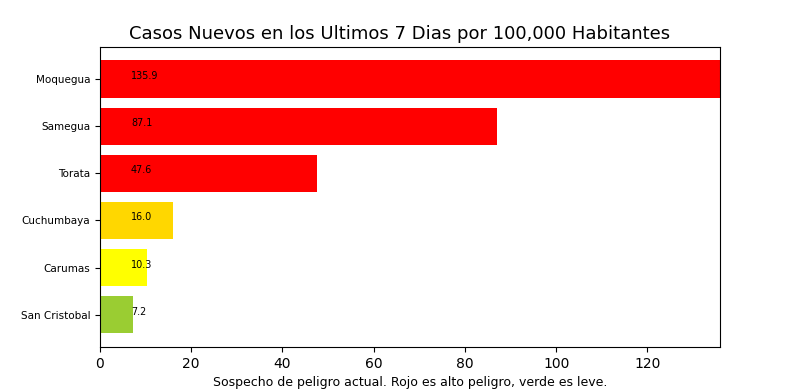 Casos Nuevos en los Ultimos 7 Dias por 100,000 Habitantes
Moquegua 135.9
Samegua 87.1
Torata 47.6
Cuchumbaya 16.0
Carumas 10.3
San Cristobal 7.2
0 20 40 60 80 100 120
Sospecho de peligro actual. Rojo es alto peligro, verde es leve.